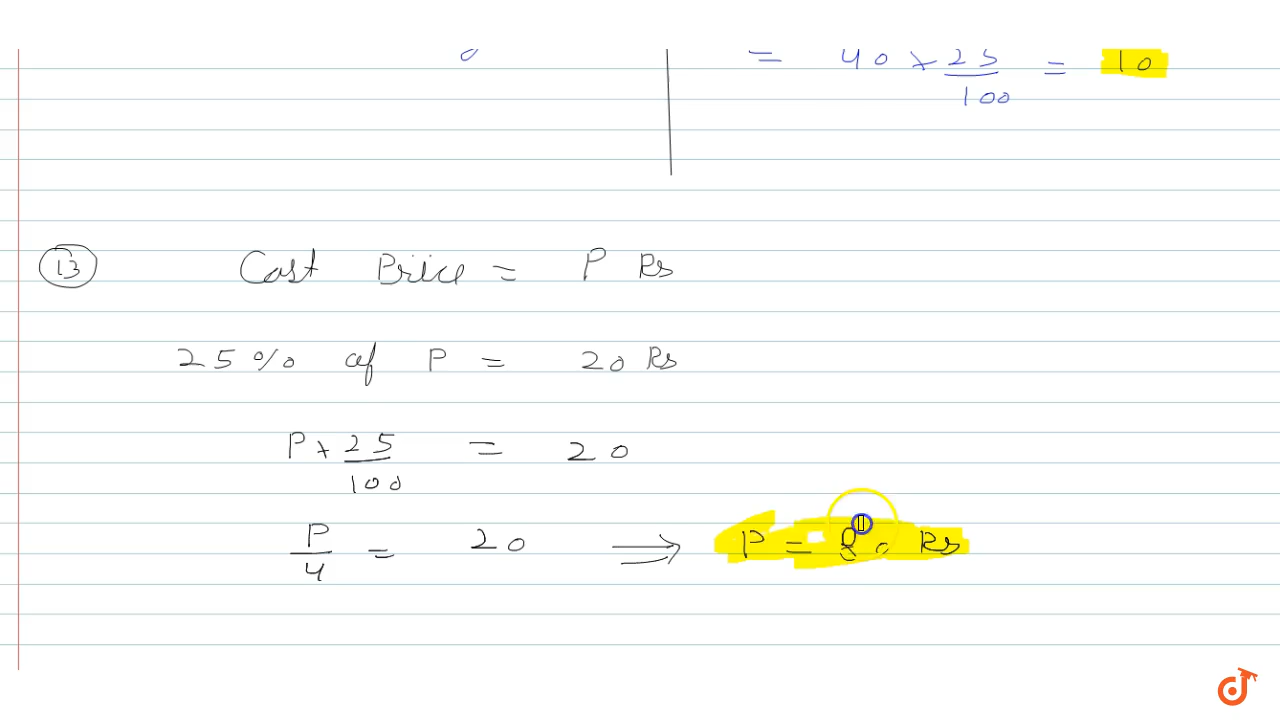 = 40 × 25/100 = 10
13 Cost Price = P Rs
25% of P = 20 Rs
P × 25/100 = 20
P/4 = 20 ⟹ P = 80 Rs